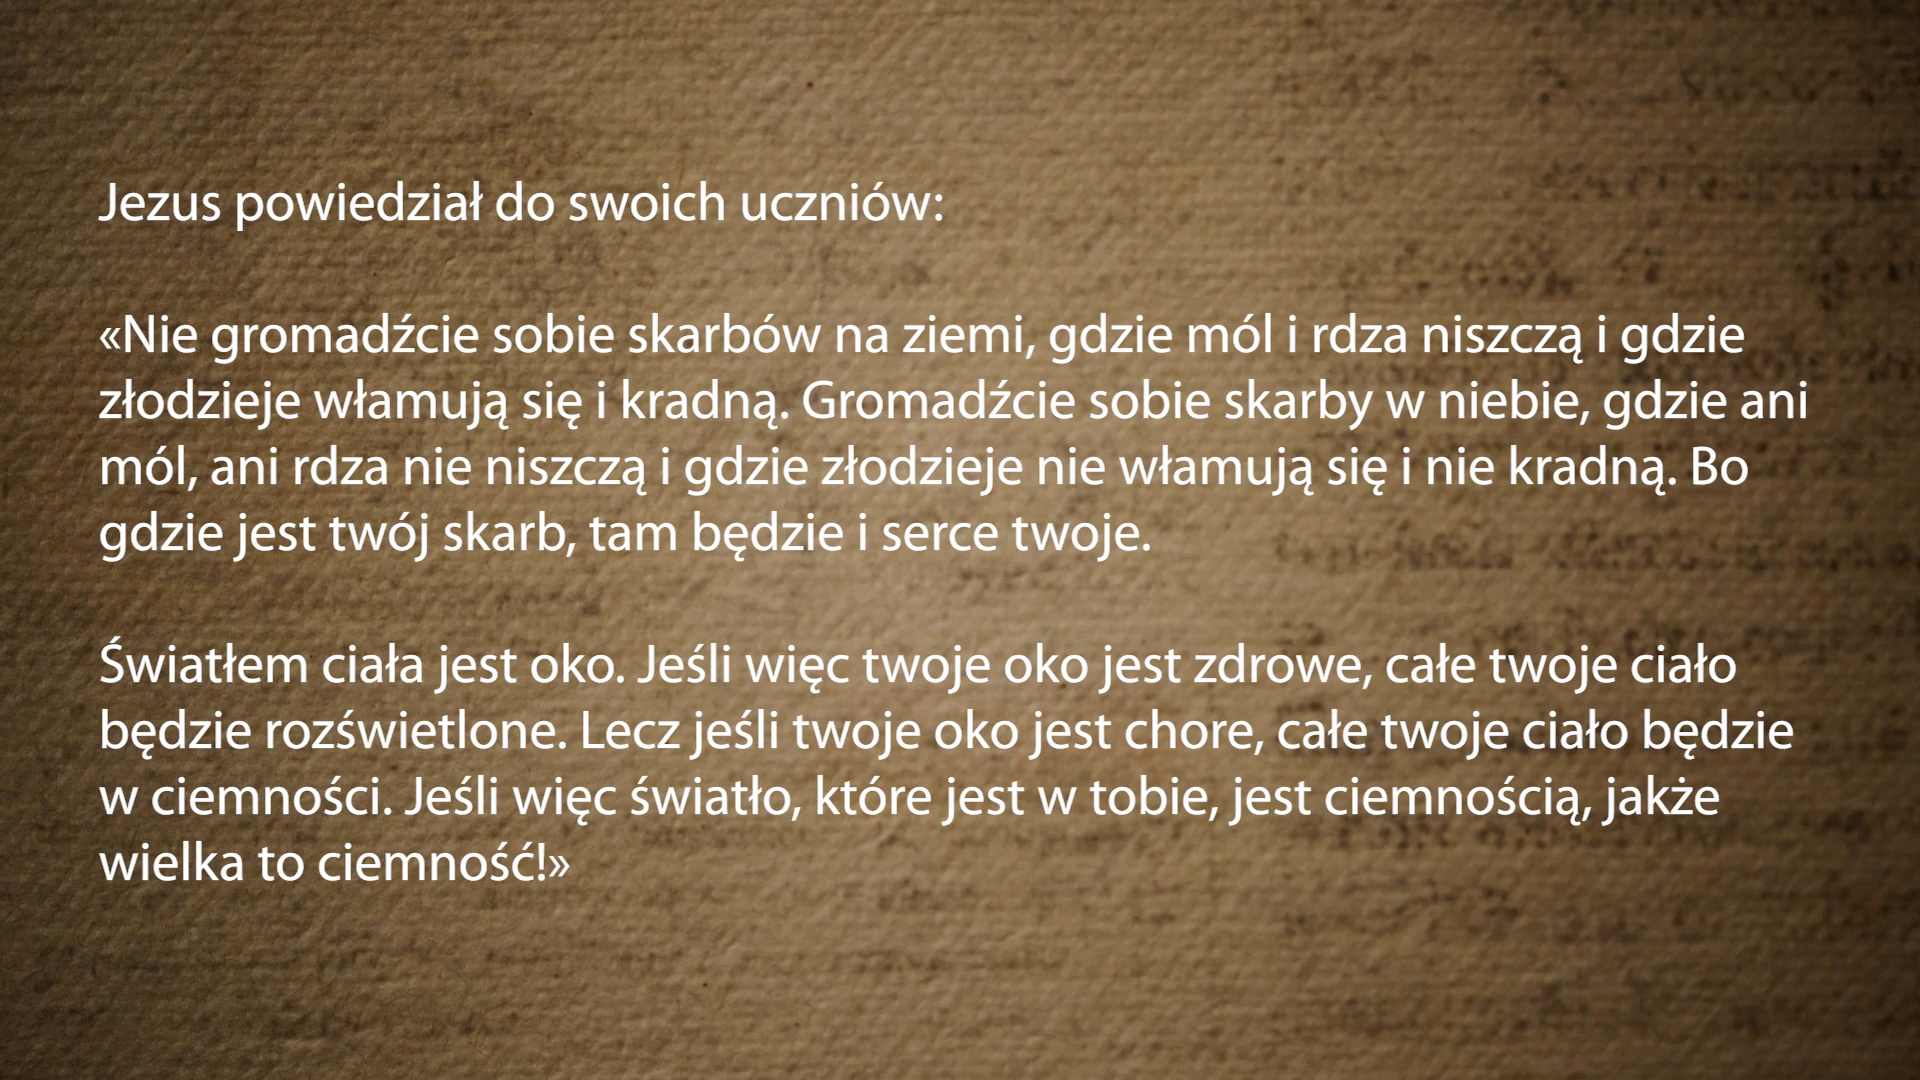 Jezus powiedział do swoich uczniów:
«Nie gromadźcie sobie skarbów na ziemi, gdzie mól i rdza niszczą i gdzie
złodzieje włamują się i kradną. Gromadźcie sobie skarby w niebie, gdzie ani
mól, ani rdza nie niszczą i gdzie złodzieje nie włamują się i nie kradną. Bo
gdzie jest twój skarb, tam będzie i serce twoje.
Światłem ciała jest oko. Jeśli więc twoje oko jest zdrowe, całe twoje ciało
będzie rozświetlone. Lecz jeśli twoje oko jest chore, całe twoje ciało będzie
w ciemności. Jeśli więc światło, które jest w tobie, jest ciemnością, jakże
wielka to ciemność!»